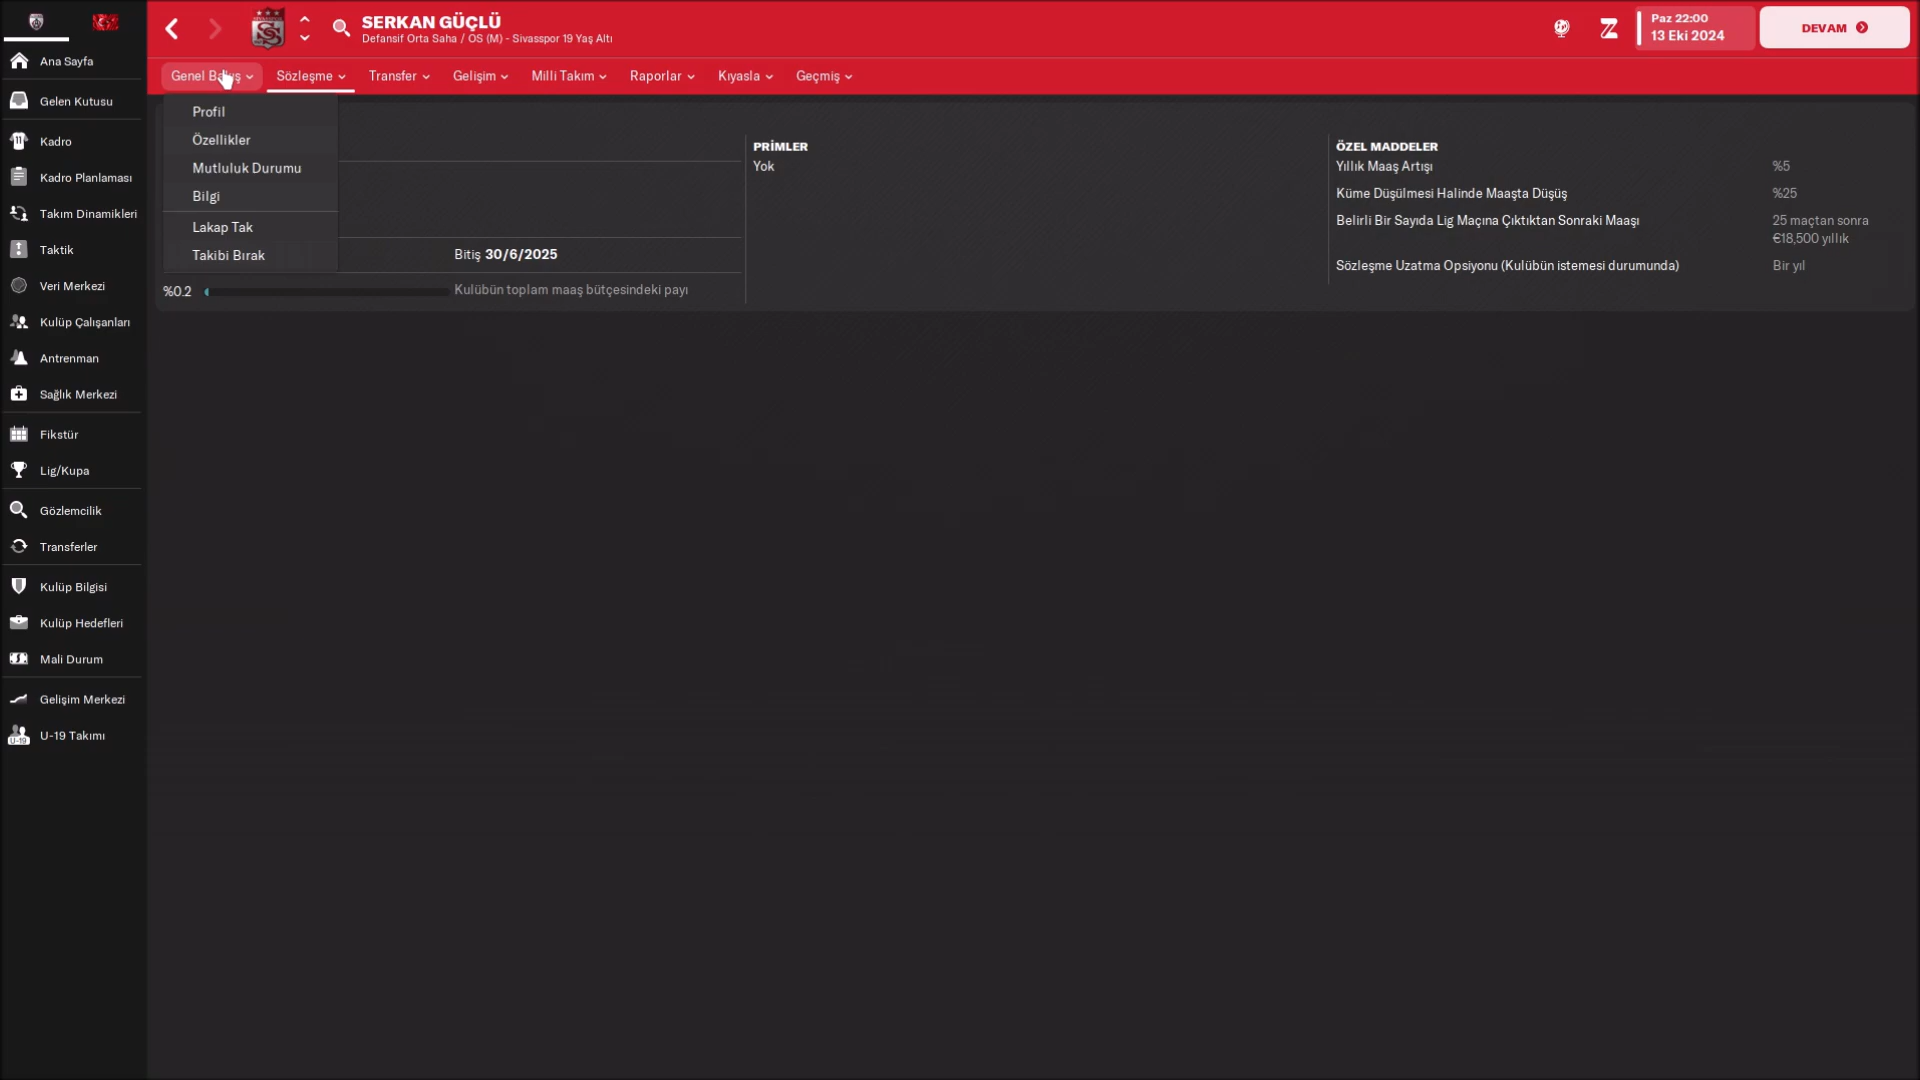 SERKAN GÜÇLÜ
Defansif Orta Saha / OS (M) - Sivasspor 19 Yaş Altı
Paz 22:00
13 Eki 2024
DEVAM
Genel
Sözleşme
Transfer
Gelişim
Milli Takım
Raporlar
Kıyasla
Geçmiş
Ana Sayfa
Gelen Kutusu
Kadro
Kadro Planlaması
Takım Dinamikleri
Taktik
Veri Merkezi
Kulüp Çalışanları
Antrenman
Sağlık Merkezi
Fikstür
Lig/Kupa
Gözlemcilik
Transferler
Kulüp Bilgisi
Kulüp Hedefleri
Mali Durum
Gelişim Merkezi
U-19 Takımı
Profil
Özellikler
Mutluluk Durumu
Bilgi
Lakap Tak
Takibi Bırak
Bitiş 30/6/2025
%0.2
Kulübün toplam maaş bütçesindeki payı
PRİMLER
Yok
ÖZEL MADDELER
Yıllık Maaş Artışı %5
Küme Düşülmesi Halinde Maaşta Düşüş %25
Belirli Bir Sayıda Lig Maçına Çıktıktan Sonraki Maaşı 25 maçtan sonra
€18,500 yıllık
Sözleşme Uzatma Opsiyonu (Kulübün istemesi durumunda) Bir yıl